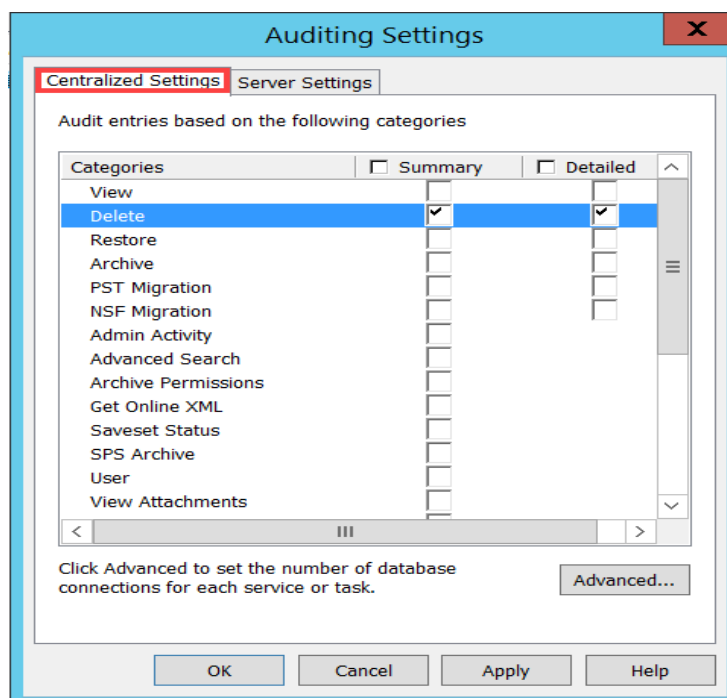 Auditing Settings
X
Centralized Settings Server Settings
Audit entries based on the following categories
Categories Summary Detailed
View
Delete
Restore
Archive
PST Migration
NSF Migration
Admin Activity
Advanced Search
Archive Permissions
Get Online XML
Saveset Status
SPS Archive
User
View Attachments
Click Advanced to set the number of database
connections for each service or task.
Advanced...
OK Cancel Apply Help